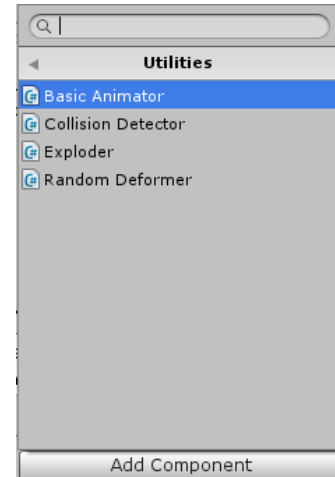 Utilities
Basic Animator
Collision Detector
Exploder
Random Deformer
Add Component